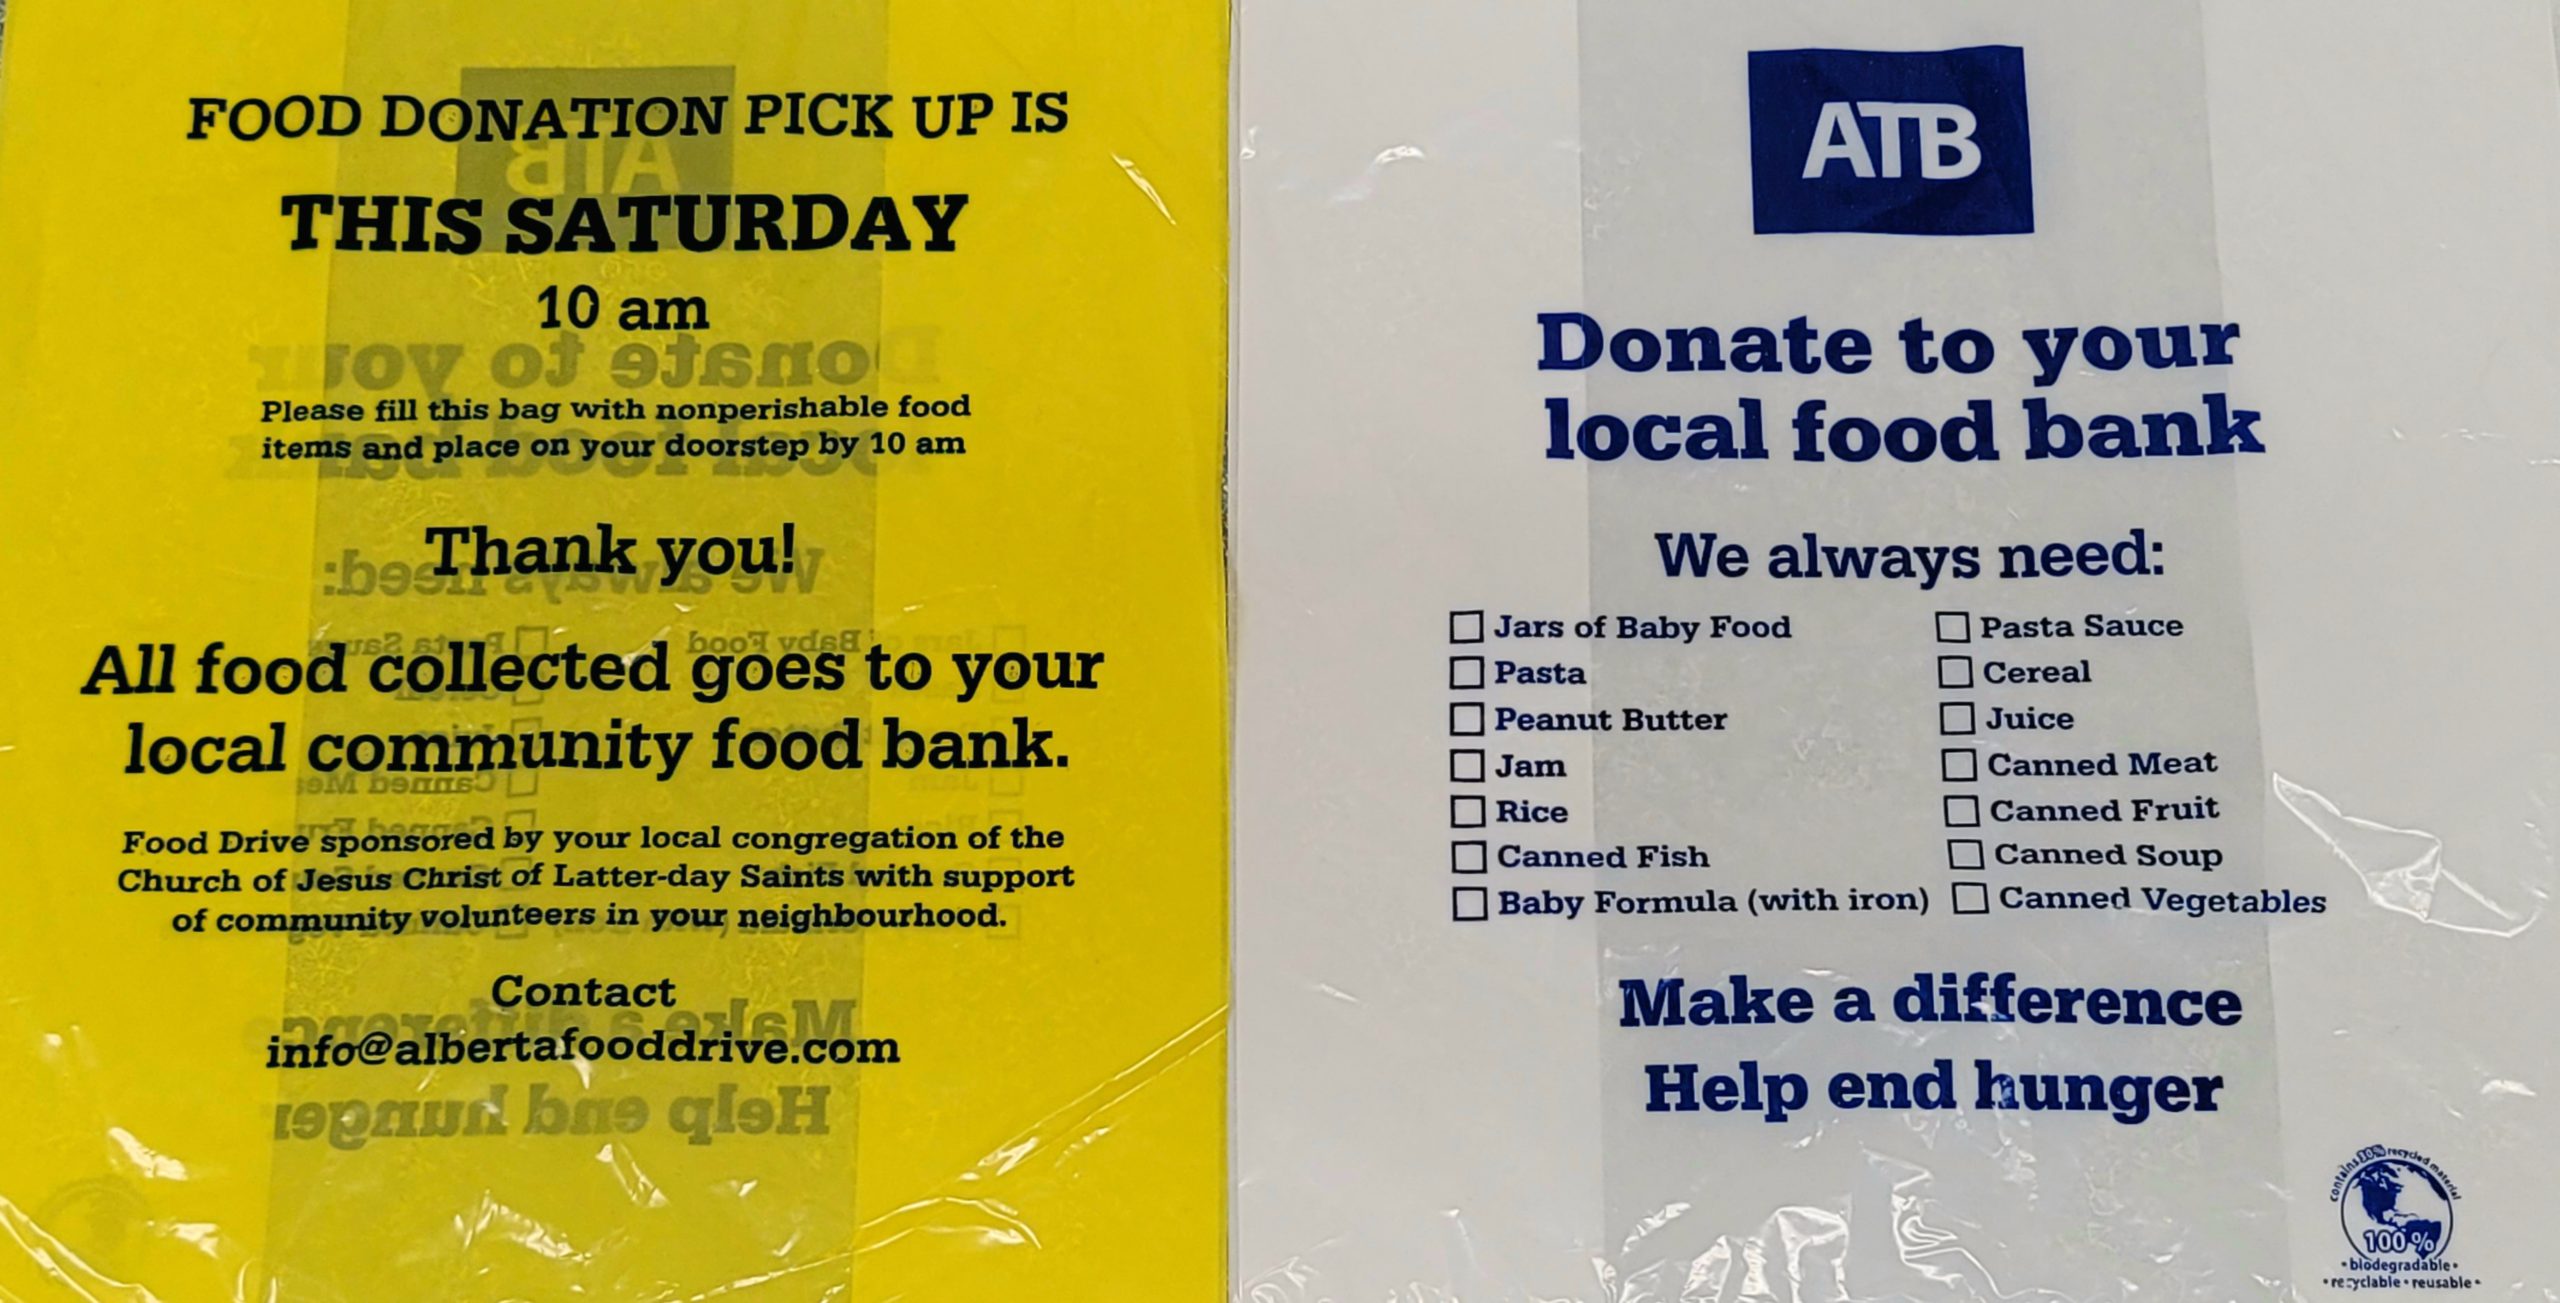 FOOD DONATION PICK UP IS
THIS SATURDAY
10 am
Please fill this bag with nonperishable food
items and place on your doorstep by 10 am
Thank you!
All food collected goes to your
local community food bank.
Food Drive sponsored by your local congregation of the
Church of Jesus Christ of Latter-day Saints with support
of community volunteers in your neighbourhood.
Contact
info@albertafooddrive.com
ATB
Donate to your
local food bank
We always need:
Jars of Baby Food
Pasta
Peanut Butter
Jam
Rice
Canned Fish
Baby Formula (with iron)
Pasta Sauce
Cereal
Juice
Canned Meat
Canned Fruit
Canned Soup
Canned Vegetables
Make a difference
Help end hunger
contains 30% recycled material
100%
•biodegradable•
•recyclable•reusable•